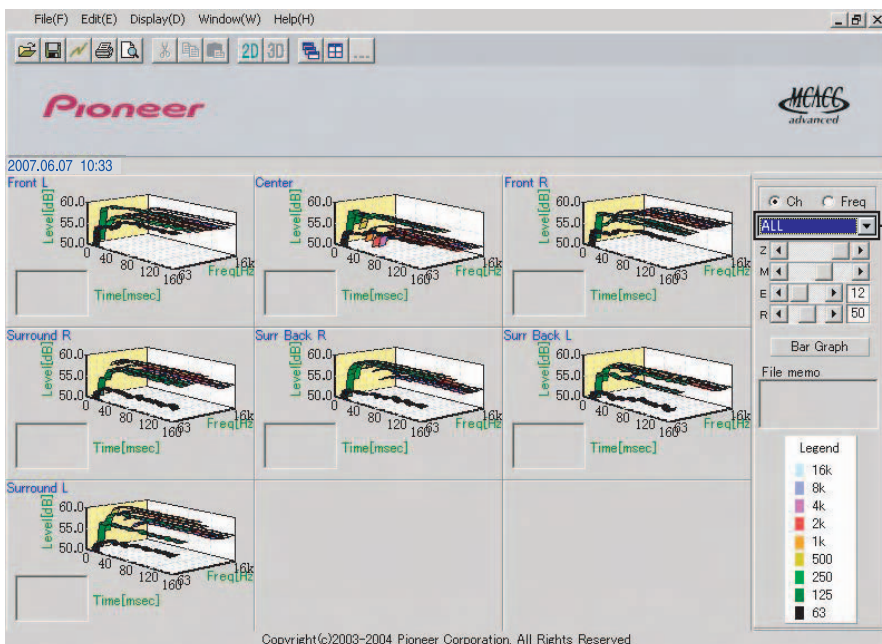 File(F) Edit(E) Display(D) Window(W) Help(H)
2D 3D ...
Pioneer
MCACC
advanced
2007.06.07 10:33
Front L
Level[dB]
60.0
55.0
50.0
0 40 80 120 160
63
16k
Freq[Hz
Time[msec]
Center
Level[dB]
60.0
55.0
50.0
0 40 80 120 160
63
16k
Freq[Hz
Time[msec]
Front R
Level[dB]
60.0
55.0
50.0
0 40 80 120 160
63
16k
Freq[Hz
Time[msec]
Surround R
Level[dB]
60.0
55.0
50.0
0 40 80 120 160
63
16k
Freq[Hz
Time[msec]
Surr Back R
Level[dB]
60.0
55.0
50.0
0 40 80 120 160
63
16k
Freq[Hz
Time[msec]
Surr Back L
Level[dB]
60.0
55.0
50.0
0 40 80 120 160
63
16k
Freq[Hz
Time[msec]
Surround L
Level[dB]
60.0
55.0
50.0
0 40 80 120 160
63
16k
Freq[Hz
Time[msec]
Ch Freq
ALL
Z
M
E 12
R 50
Bar Graph
File memo
Legend
16k
8k
4k
2k
1k
500
250
125
63
Copyright(c)2003-2004 Pioneer Corporation. All Rights Reserved